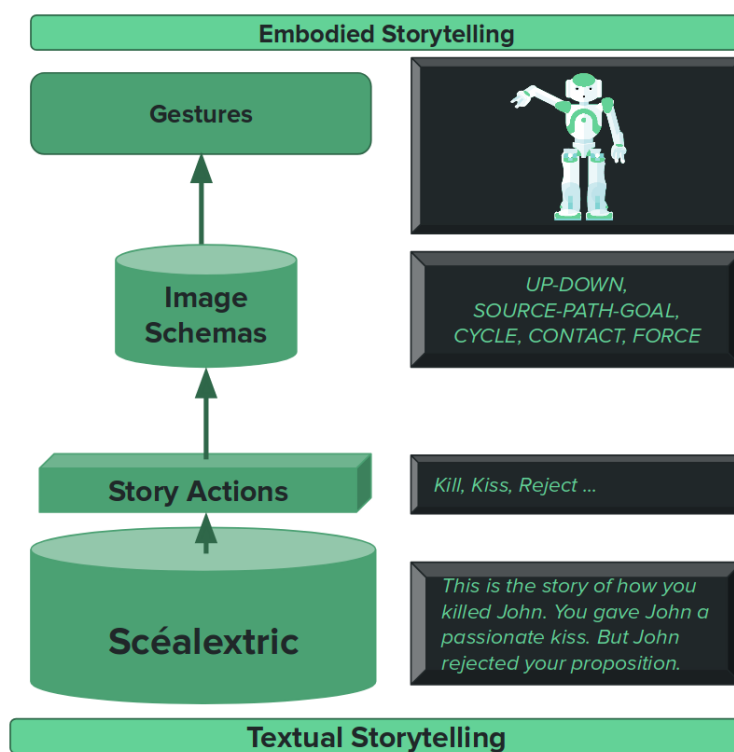 Embodied Storytelling
Gestures
Image
Schemas
UP-DOWN,
SOURCE-PATH-GOAL,
CYCLE, CONTACT, FORCE
Story Actions
Kill, Kiss, Reject ...
Scéalextric
This is the story of how you
killed John. You gave John a
passionate kiss. But John
rejected your proposition.
Textual Storytelling